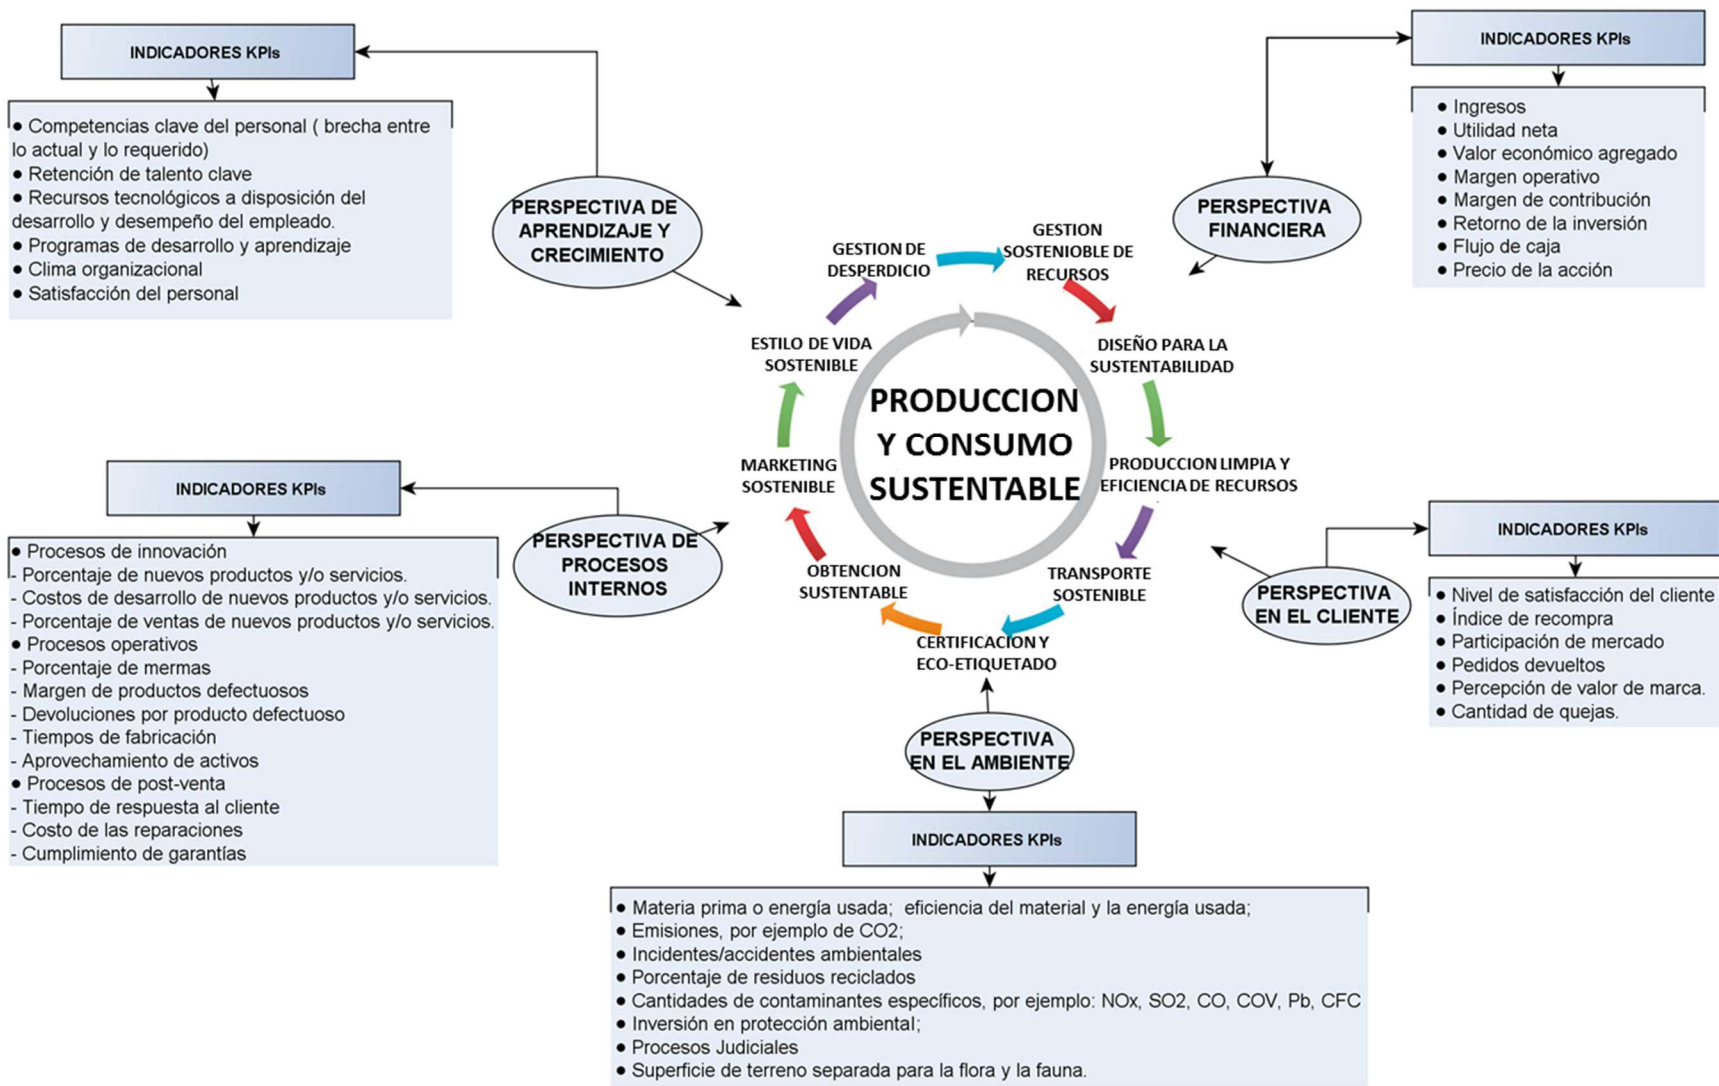 INDICADORES KPIs
● Competencias clave del personal ( brecha entre
lo actual y lo requerido)
● Retención de talento clave
● Recursos tecnológicos a disposición del
desarrollo y desempeño del empleado.
● Programas de desarrollo y aprendizaje
● Clima organizacional
● Satisfacción del personal
PERSPECTIVA DE
APRENDIZAJE Y
CRECIMIENTO
INDICADORES KPIs
● Ingresos
● Utilidad neta
● Valor económico agregado
● Margen operativo
● Margen de contribución
● Retorno de la inversión
● Flujo de caja
● Precio de la acción
PERSPECTIVA
FINANCIERA
GESTION DE
DESPERDICIO
GESTION
SOSTENIOBLE DE
RECURSOS
DISEÑO PARA LA
SUSTENTABILIDAD
PRODUCCION LIMPIA Y
EFICIENCIA DE RECURSOS
TRANSPORTE
SOSTENIBLE
CERTIFICACION Y
ECO-ETIQUETADO
OBTENCION
SUSTENTABLE
MARKETING
SOSTENIBLE
ESTILO DE VIDA
SOSTENIBLE
PRODUCCION
Y CONSUMO
SUSTENTABLE
INDICADORES KPIs
● Procesos de innovación
- Porcentaje de nuevos productos y/o servicios.
- Costos de desarrollo de nuevos productos y/o servicios.
- Porcentaje de ventas de nuevos productos y/o servicios.
● Procesos operativos
- Porcentaje de mermas
- Margen de productos defectuosos
- Devoluciones por producto defectuoso
- Tiempos de fabricación
- Aprovechamiento de activos
● Procesos de post-venta
- Tiempo de respuesta al cliente
- Costo de las reparaciones
- Cumplimiento de garantías
PERSPECTIVA DE
PROCESOS
INTERNOS
INDICADORES KPIs
● Nivel de satisfacción del cliente
● Índice de recompra
● Participación de mercado
● Pedidos devueltos
● Percepción de valor de marca.
● Cantidad de quejas.
PERSPECTIVA
EN EL CLIENTE
PERSPECTIVA
EN EL AMBIENTE
INDICADORES KPIs
● Materia prima o energía usada; eficiencia del material y la energía usada;
● Emisiones, por ejemplo de CO2;
● Incidentes/accidentes ambientales
● Porcentaje de residuos reciclados
● Cantidades de contaminantes específicos, por ejemplo: NOx, SO2, CO, COV, Pb, CFC
● Inversión en protección ambiental;
● Procesos Judiciales
● Superficie de terreno separada para la flora y la fauna.